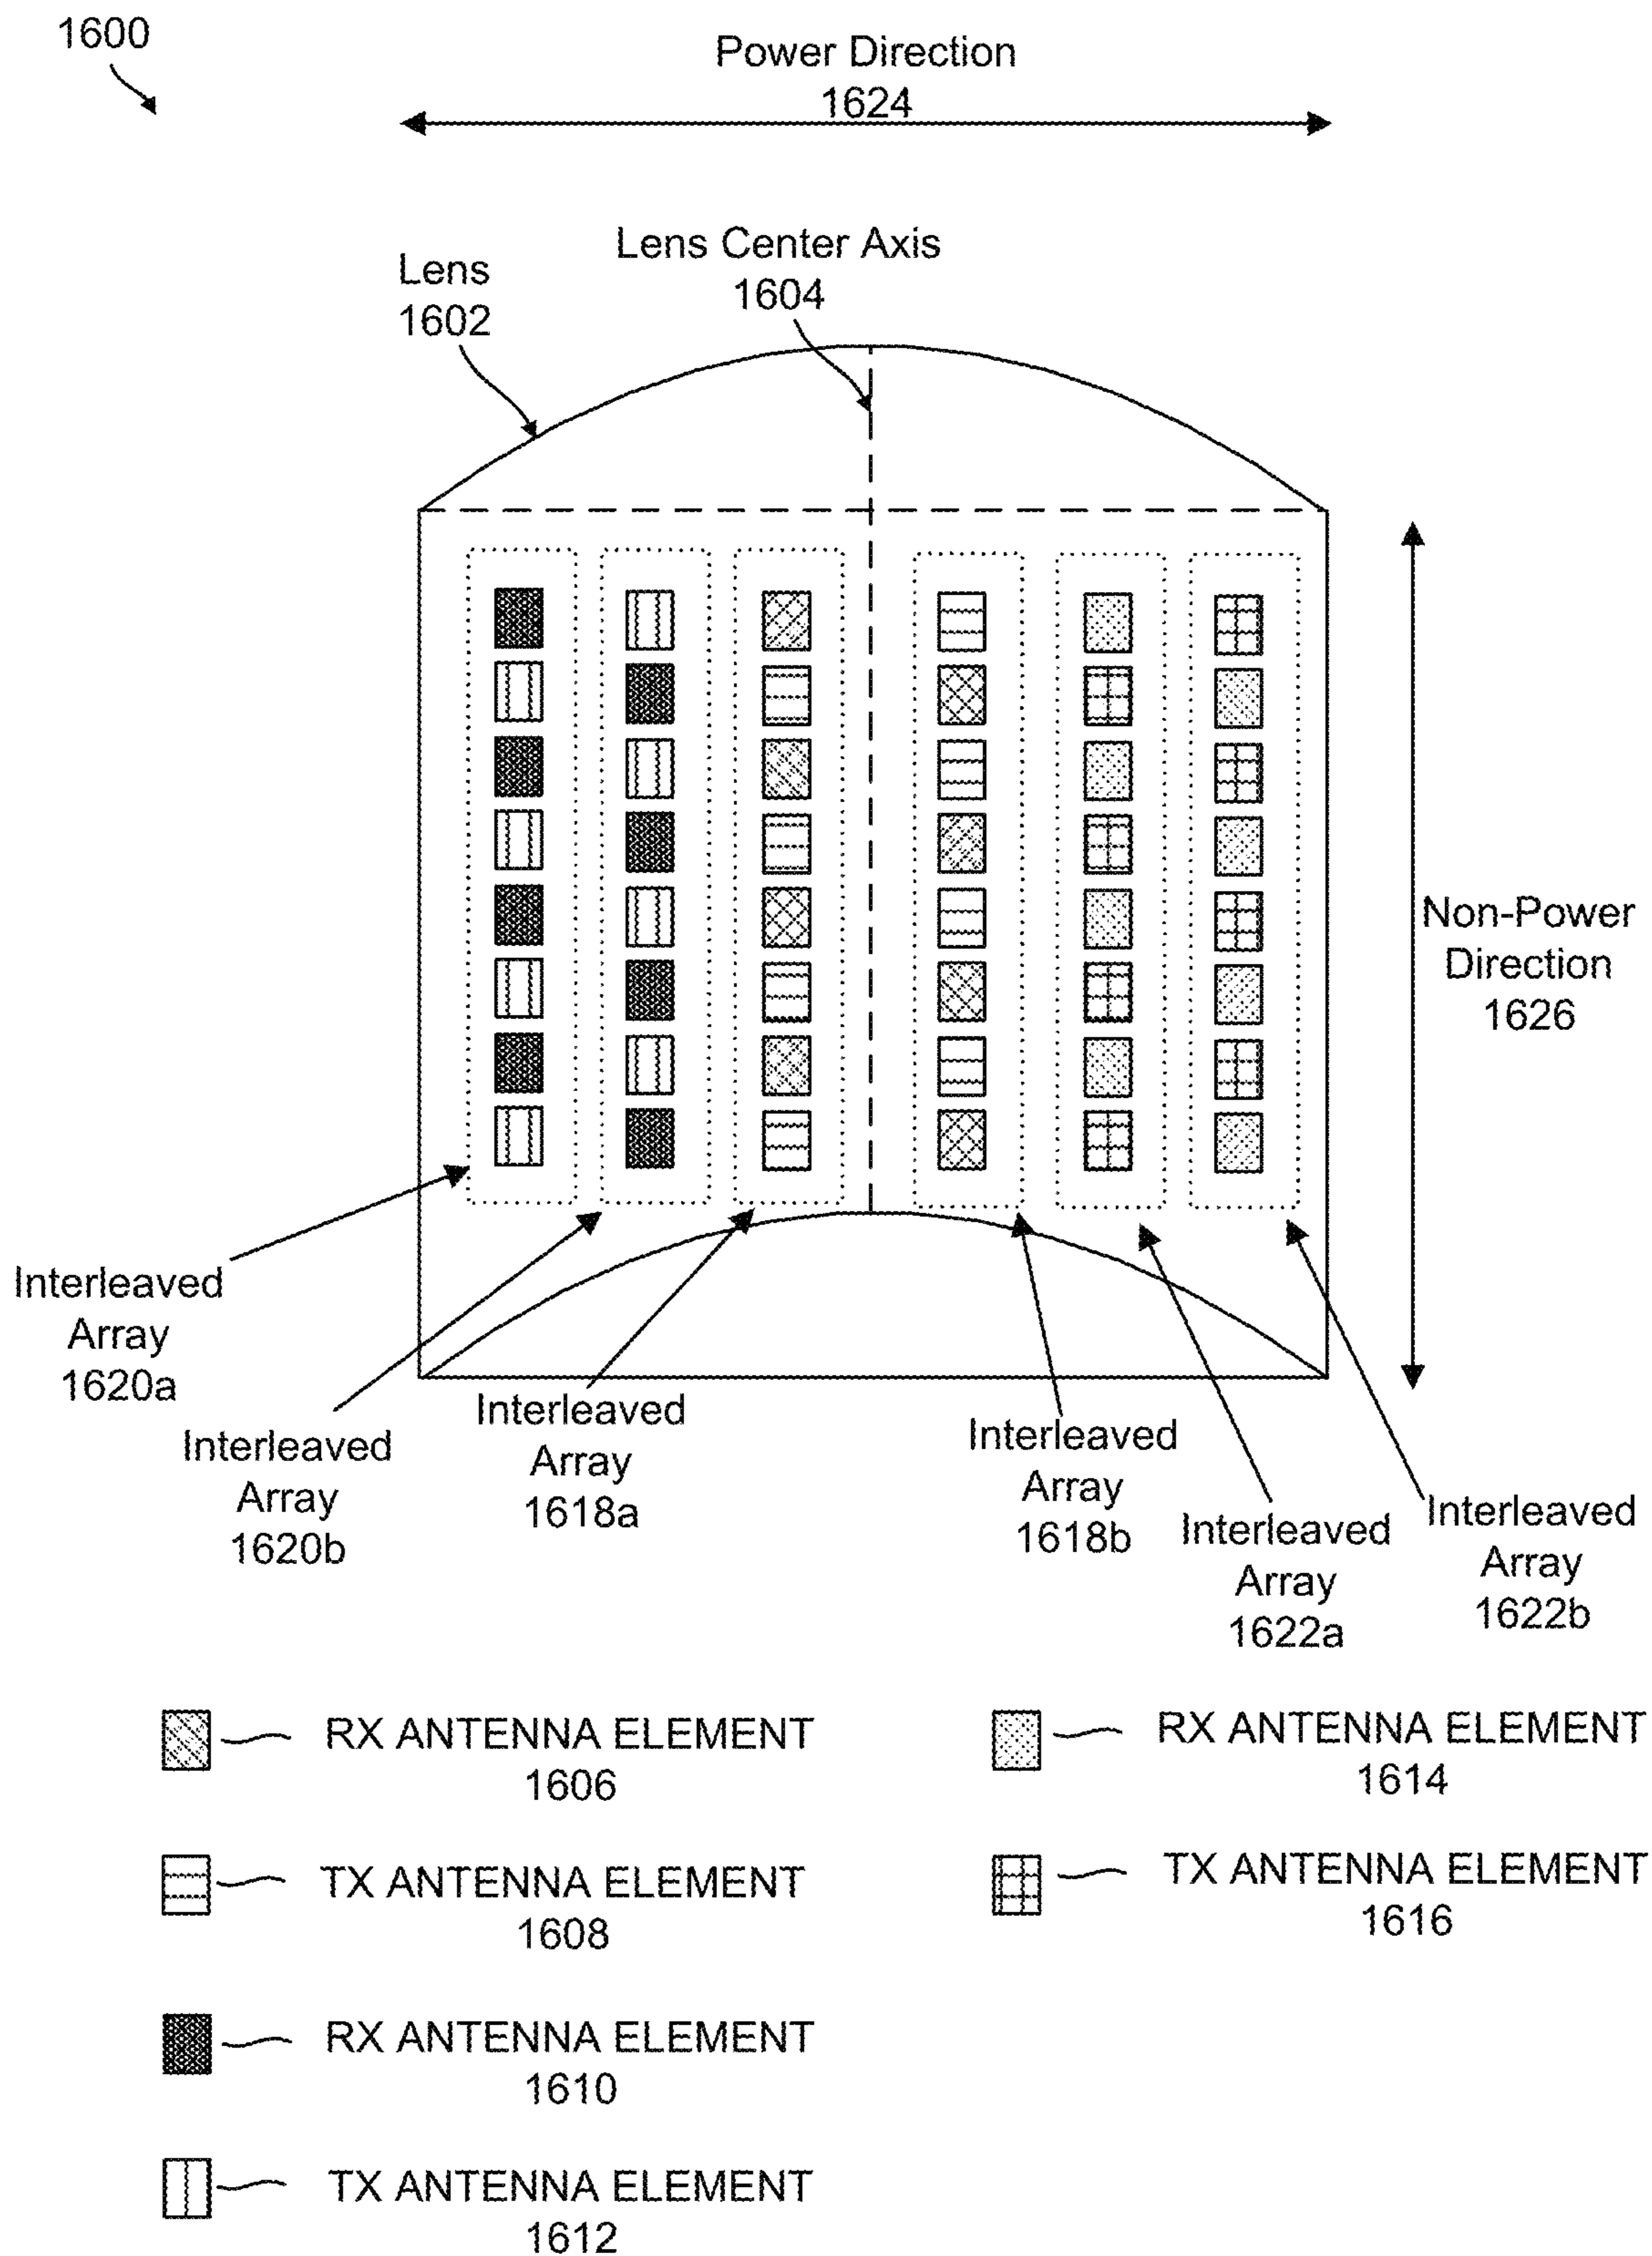 1600
Power Direction
1624
Lens Center Axis
1604
Lens
1602
Non-Power
Direction
1626
Interleaved
Array
1620a
Interleaved
Array
1620b
Interleaved
Array
1618a
Interleaved
Array
1618b
Interleaved
Array
1622a
Interleaved
Array
1622b
RX ANTENNA ELEMENT
1606
TX ANTENNA ELEMENT
1608
RX ANTENNA ELEMENT
1610
TX ANTENNA ELEMENT
1612
RX ANTENNA ELEMENT
1614
TX ANTENNA ELEMENT
1616